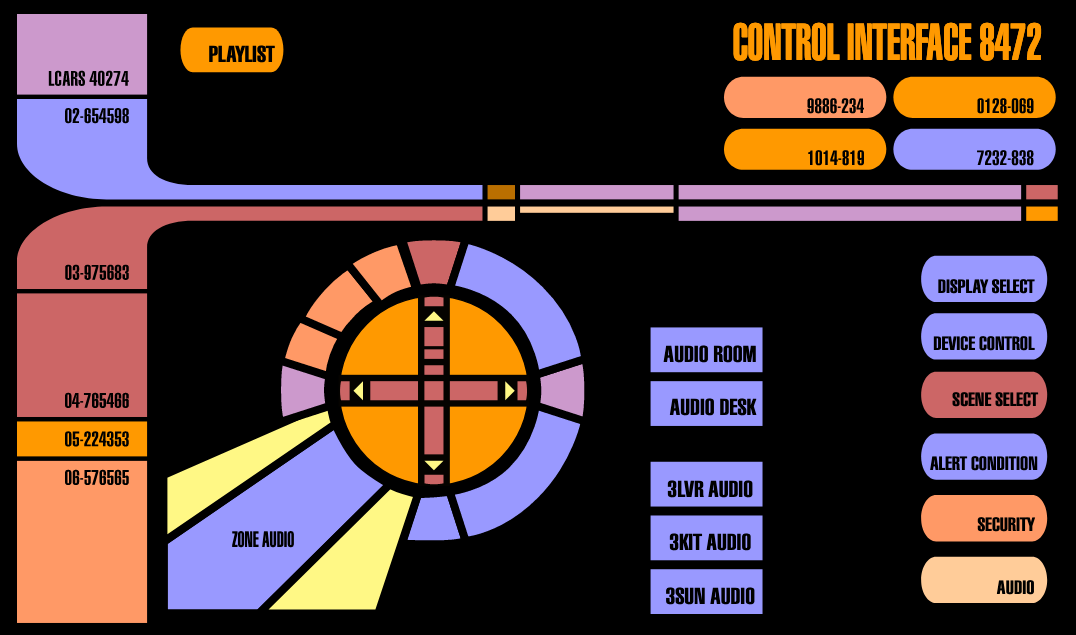 LCARS 40274
02-654598
PLAYLIST
CONTROL INTERFACE 8472
9886-234
0128-069
1014-819
7232-838
03-975683
04-765466
05-224353
06-576565
ZONE AUDIO
AUDIO ROOM
AUDIO DESK
3LVR AUDIO
3KIT AUDIO
3SUN AUDIO
DISPLAY SELECT
DEVICE CONTROL
SCENE SELECT
ALERT CONDITION
SECURITY
AUDIO